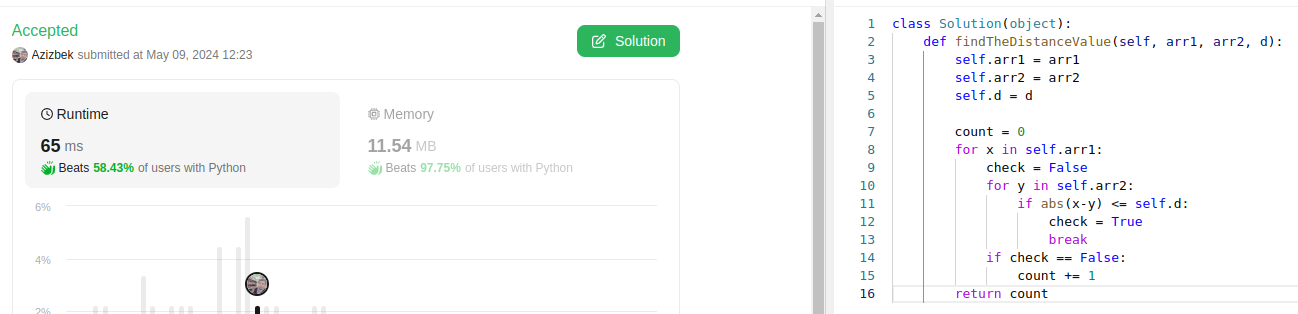 Accepted
Azizbek submitted at May 09, 2024 12:23
Solution
Runtime
65 ms
Beats 58.43% of users with Python
Memory
11.54 MB
Beats 97.75% of users with Python
6%
4%
2%
1 class Solution(object):
2     def findTheDistanceValue(self, arr1, arr2, d):
3         self.arr1 = arr1
4         self.arr2 = arr2
5         self.d = d
6
7         count = 0
8         for x in self.arr1:
9             check = False
10             for y in self.arr2:
11                 if abs(x-y) <= self.d:
12                     check = True
13                     break
14             if check == False:
15                 count += 1
16         return count